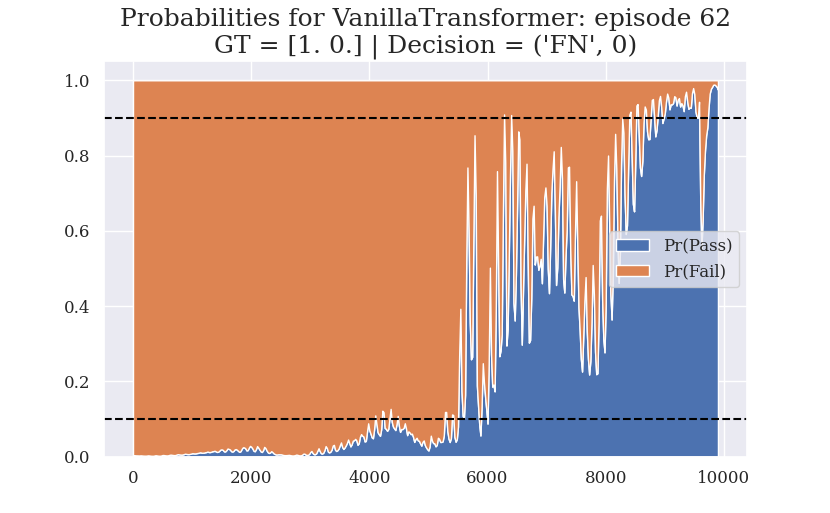 Probabilities for VanillaTransformer: episode 62
GT = [1. 0.] | Decision = ('FN', 0)
1.0
0.8
0.6
0.4
0.2
0.0
Pr(Pass)
Pr(Fail)
0 2000 4000 6000 8000 10000